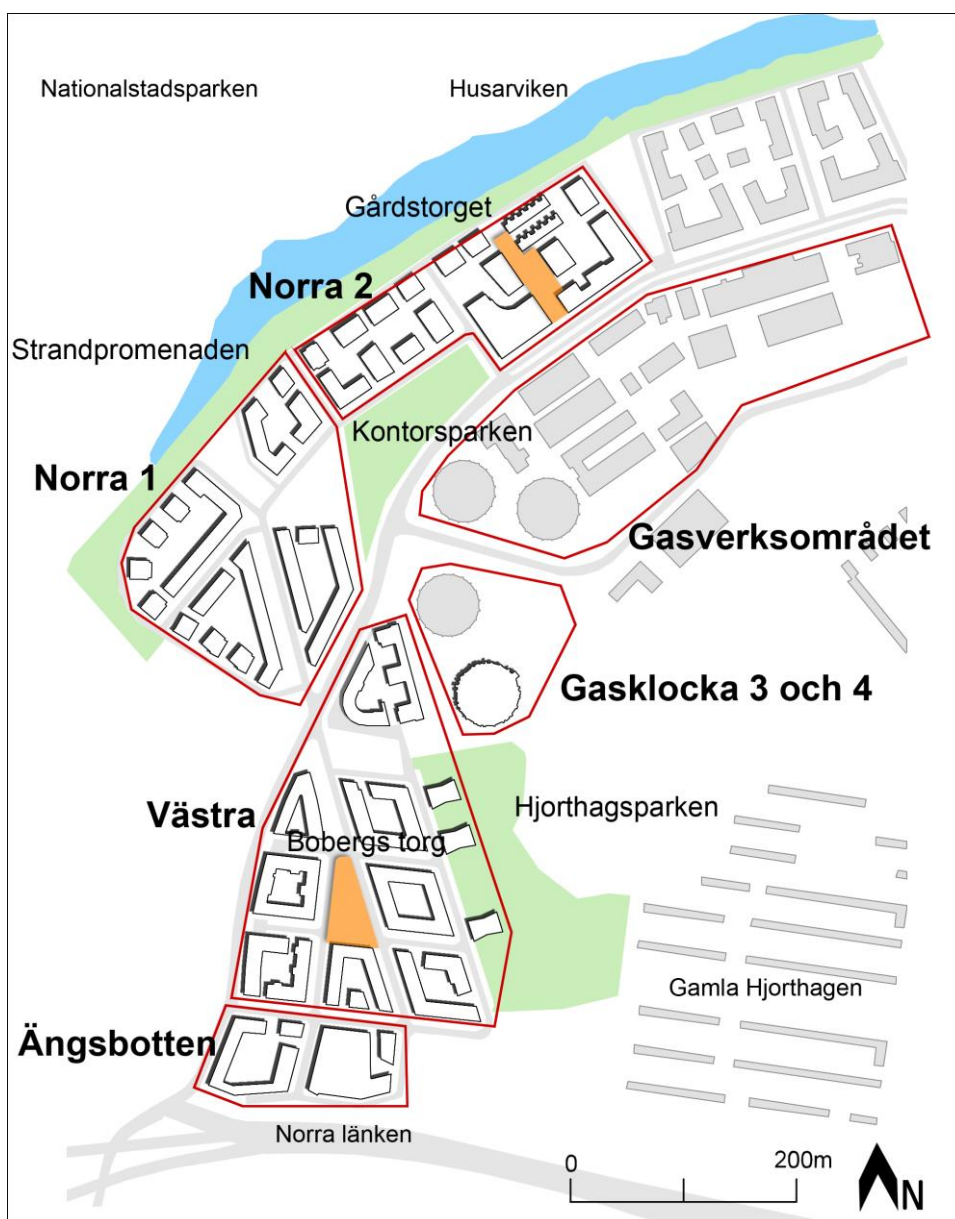 Nationalstadsparken
Husarviken
Gårdstorget
Norra 2
Strandpromenaden
Kontorsparken
Norra 1
Gasverksområdet
Gasklocka 3 och 4
Västra
Hjorthagsparken
Bobergs torg
Gamla Hjorthagen
Ängsbotten
Norra länken
0
200m
N